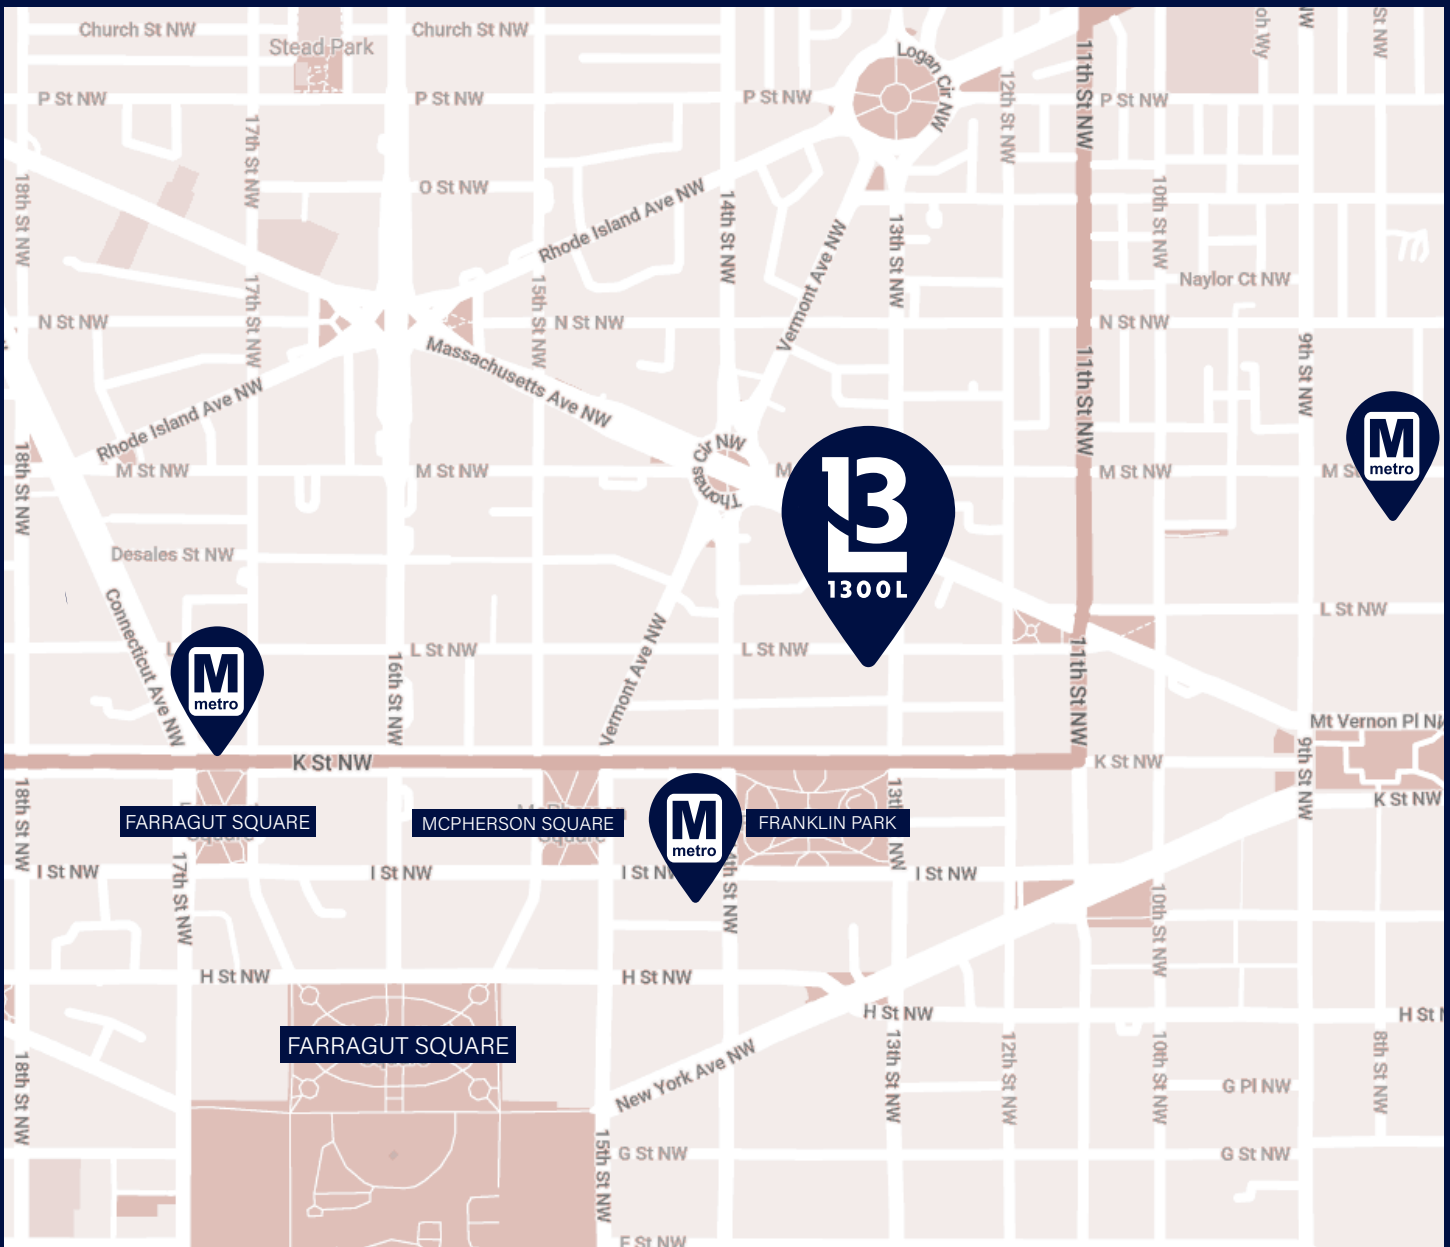 Church St NW
Church St NW
Stead Park
Logan Cir NW
11th St NW
St NW
P St NW
P St NW
P St NW
P St NW
12th St NW
17th St NW
18th St NW
O St NW
Rhode Island Ave NW
14th St NW
13th St NW
10th St NW
Vermont Ave NW
Naylor Ct NW
17th St NW
15th St NW
N St NW
N St NW
N St NW
Massachusetts Ave NW
11th St NW
9th St NW
Rhode Island Ave NW
Thomas Cir NW
M
metro
18th St NW
M St NW
M St NW
M St NW
13
L
1300L
Desales St NW
Connecticut Ave NW
L St NW
L St NW
L St NW
M
metro
16th St NW
Vermont Ave NW
11th St NW
Mt Vernon Pl N
K St NW
K St NW
9th St NW
K St NW
18th St NW
FARRAGUT SQUARE
MCPHERSON SQUARE
M
metro
FRANKLIN PARK
I St NW
I St NW
I St NW
I St NW
17th St NW
10th St NW
H St NW
H St NW
H St NW
FARRAGUT SQUARE
New York Ave NW
18th St NW
13th St NW
12th St NW
10th St NW
8th St NW
G Pl NW
15th St NW
G St NW
G St NW